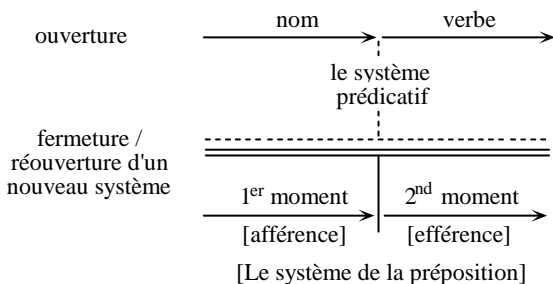 nom verbe
ouverture
le système
prédicatif
fermeture /
réouverture d'un
nouveau système
1er moment 2nd moment
[afférence] [efférence]
[Le système de la préposition]